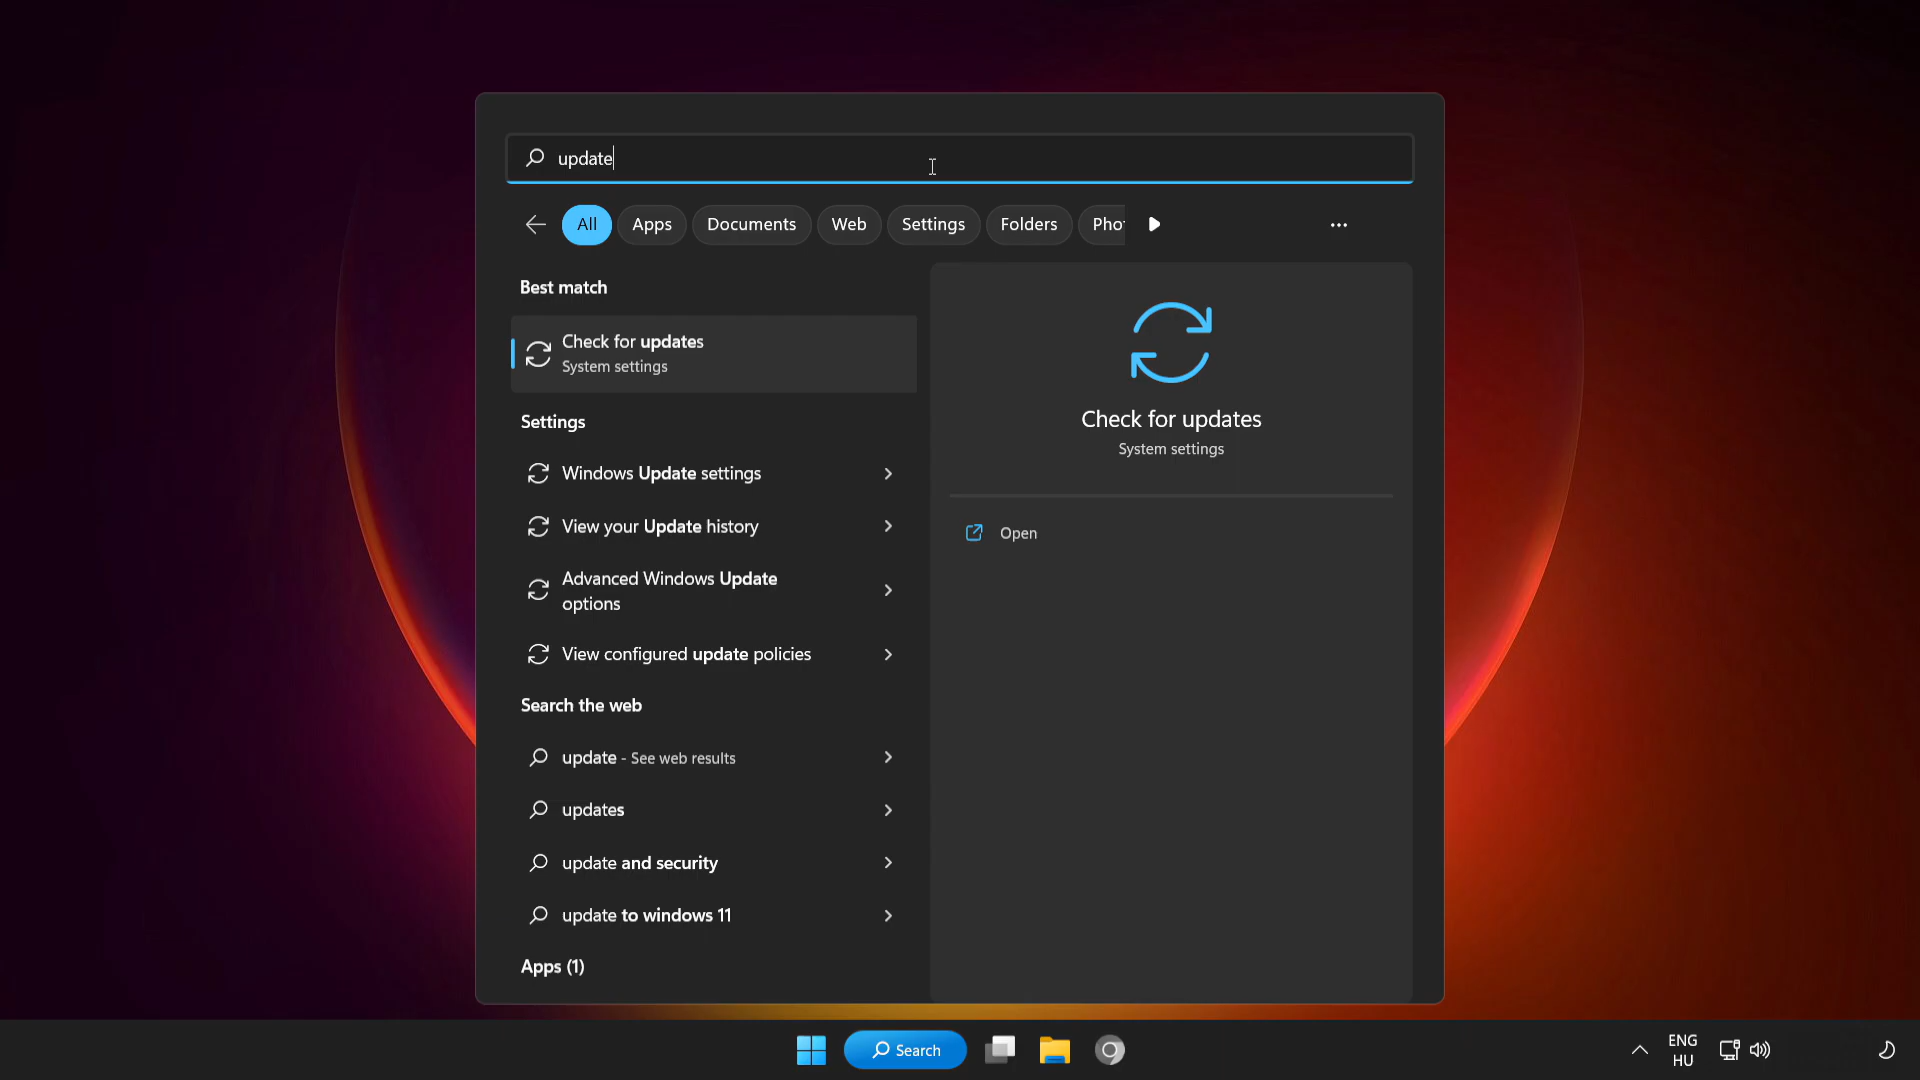 update
All
Apps
Documents
Web
Settings
Folders
Pho
Best match
Check for updates
System settings
Settings
Windows Update settings
View your Update history
Advanced Windows Update
options
View configured update policies
Search the web
update - See web results
updates
update and security
update to windows 11
Apps (1)
Check for updates
System settings
Open
Search
ENG
HU